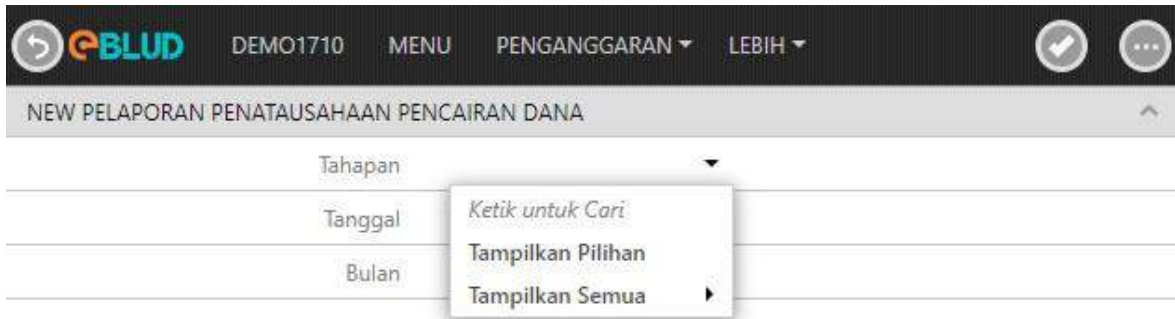 eBLUD DEMO1710 MENU PENGANGGARAN LEBIH
NEW PELAPORAN PENATAUSAHAAN PENCAIRAN DANA
Tahapan
Ketik untuk Cari
Tanggal
Tampilkan Pilihan
Bulan
Tampilkan Semua